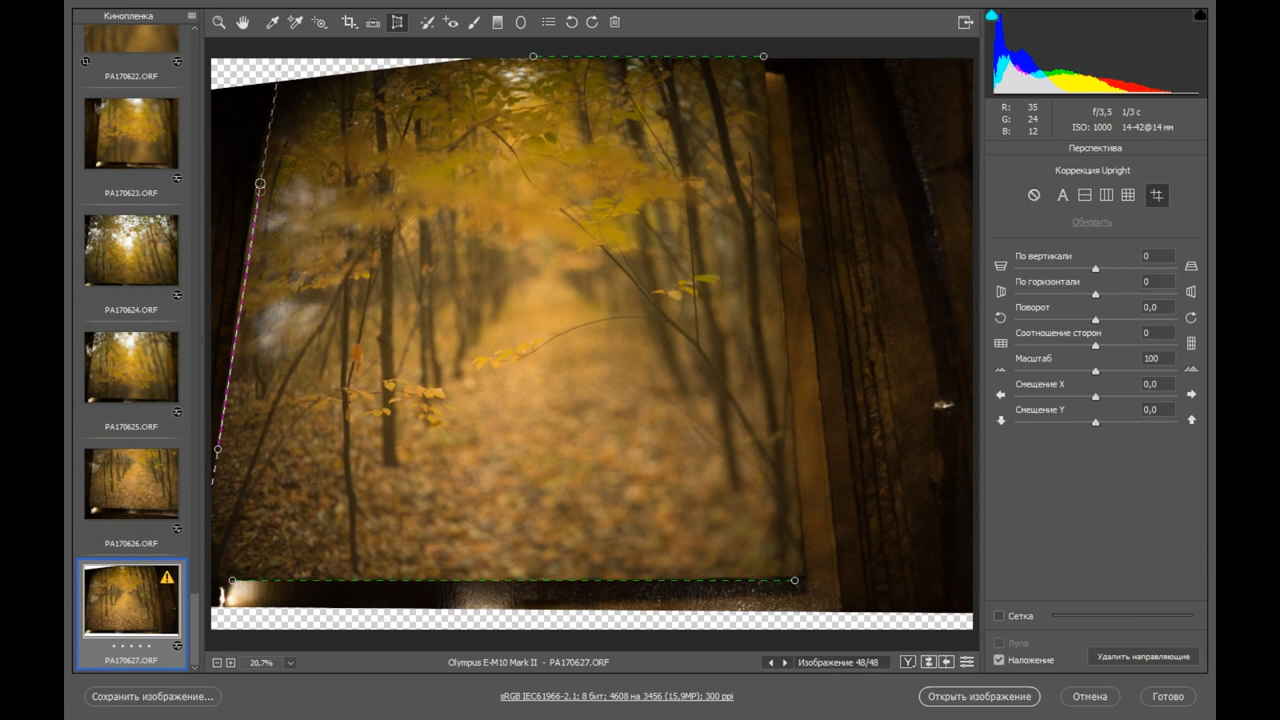 Кинопленка
PA170622.ORF
PA170623.ORF
PA170624.ORF
PA170625.ORF
PA170626.ORF
PA170627.ORF
20,7%
Olympus E-M10 Mark II - PA170627.ORF
Изображение 48/48
Y
R: 35
G: 24
B: 12
f/3,5 1/3 с
ISO: 1000 14-42@14 мм
Перспектива
Коррекция Upright
A
Обновить
По вертикали 0
По горизонтали 0
Поворот 0,0
Соотношение сторон 0
Масштаб 100
Смещение X 0,0
Смещение Y 0,0
Сетка
Лупа
Наложение
Удалить направляющие
Сохранить изображение...
sRGB IEC61966-2.1; 8 бит; 4608 на 3456 (15,9MP); 300 ppi
Открыть изображение
Отмена
Готово